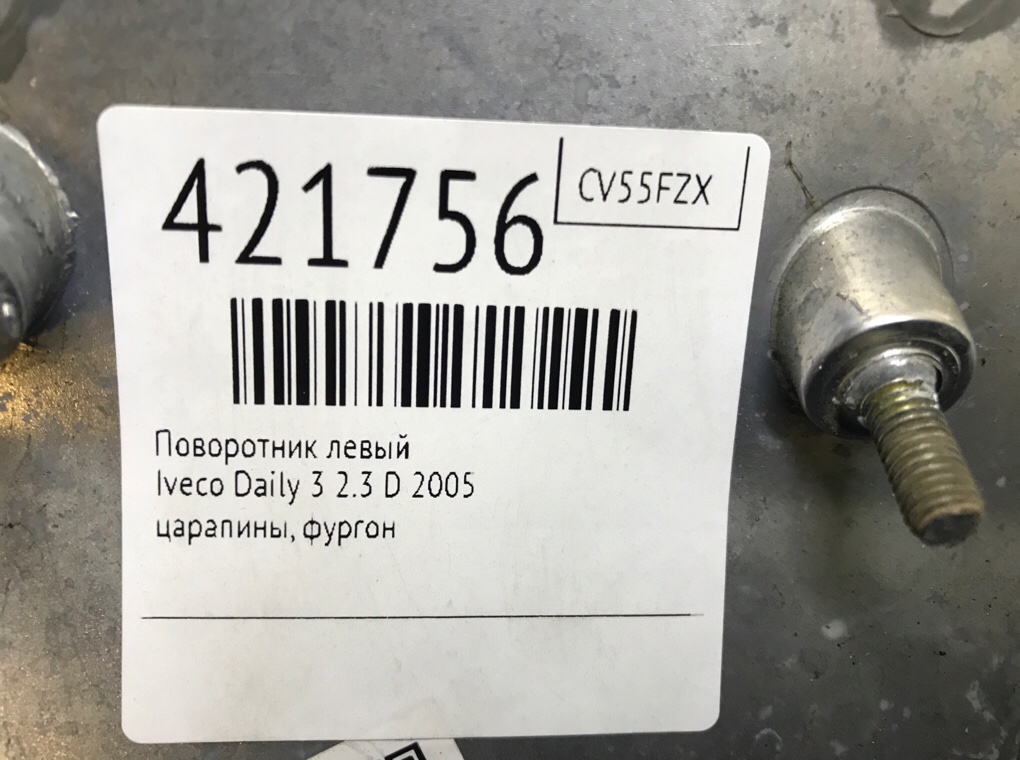 421756
CV55FZX
Поворотник левый
Iveco Daily 3 2.3 D 2005
царапины, фургон